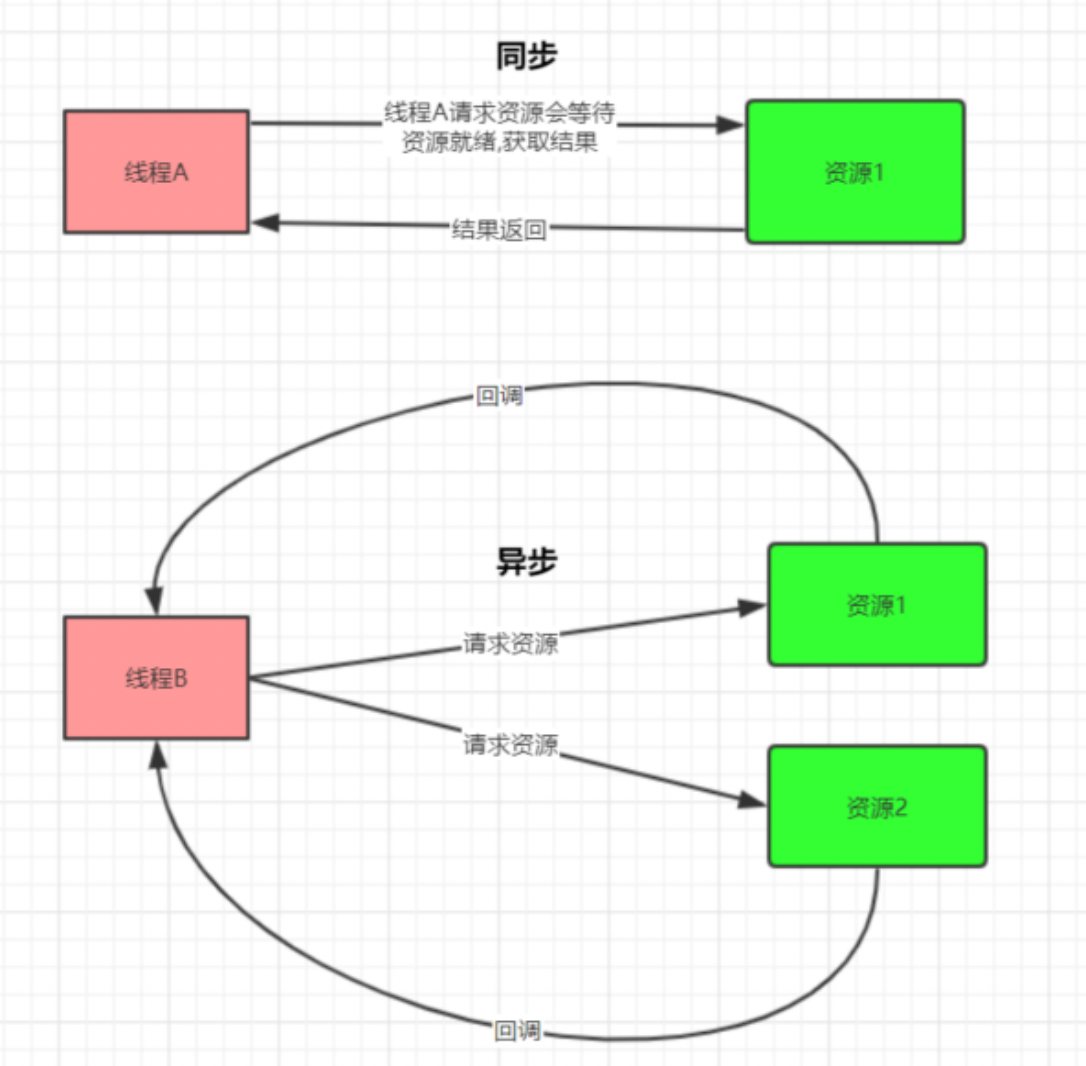 同步
线程A请求资源会等待
资源就绪,获取结果
线程A
资源1
结果返回
回调
异步
资源1
请求资源
线程B
请求资源
资源2
回调